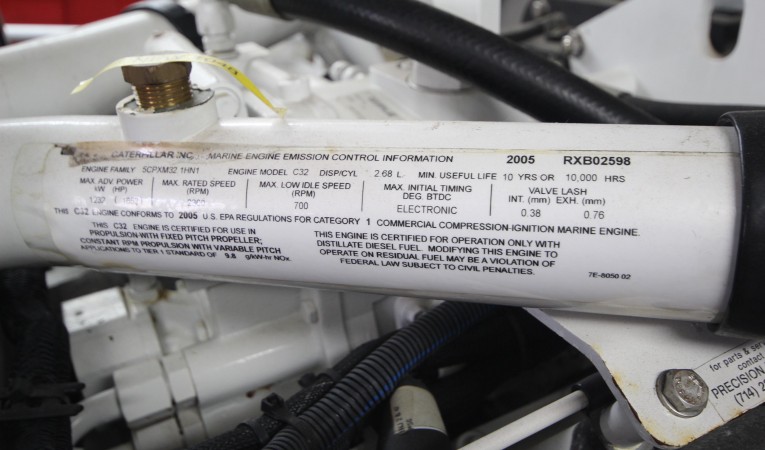 CATERPILLAR INC. MARINE ENGINE EMISSION CONTROL INFORMATION 2005 RXB02598
ENGINE FAMILY 5CPXM32.1HN1 ENGINE MODEL C32 DISP/CYL 2.68 L MIN. USEFUL LIFE 10 YRS OR 10,000 HRS
MAX. ADV. POWER MAX. RATED SPEED MAX. LOW IDLE SPEED MAX. INITIAL TIMING VALVE LASH
kW (HP) (RPM) (RPM) DEG. BTDC INT. (mm) EXH. (mm)
700 ELECTRONIC 0.38 0.76
THIS C32 ENGINE CONFORMS TO 2005 U.S. EPA REGULATIONS FOR CATEGORY 1 COMMERCIAL COMPRESSION-IGNITION MARINE ENGINE.
THIS C32 ENGINE IS CERTIFIED FOR USE IN
PROPULSION WITH FIXED PITCH PROPELLER;
CONSTANT RPM PROPULSION WITH VARIABLE PITCH
APPLICATIONS TO TIER 1 STANDARD OF 9.8 g/kW-hr NOx.
THIS ENGINE IS CERTIFIED FOR OPERATION ONLY WITH
DISTILLATE DIESEL FUEL. MODIFYING THIS ENGINE TO
OPERATE ON RESIDUAL FUEL MAY BE A VIOLATION OF
FEDERAL LAW SUBJECT TO CIVIL PENALTIES.
7E-8050 02
for parts & ser
contact
PRECISION
(714) 2